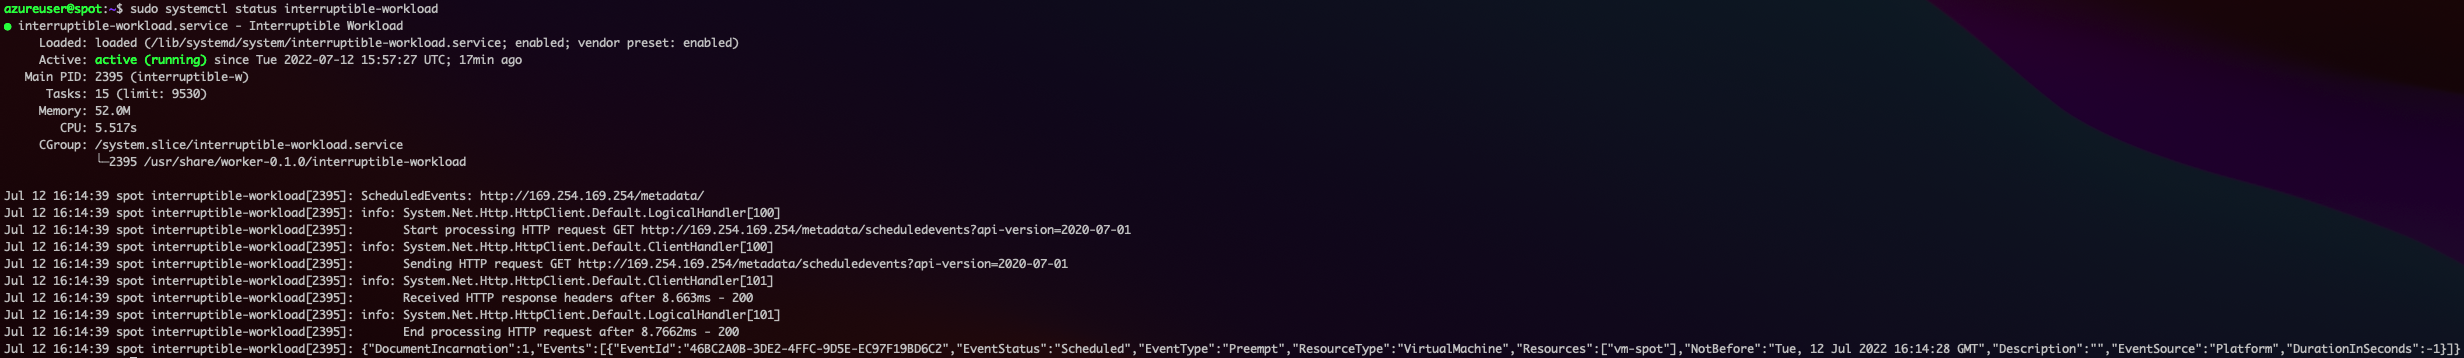 azureuser@spot:~$ sudo systemctl status interruptible-workload
● interruptible-workload.service - Interruptible Workload
     Loaded: loaded (/lib/systemd/system/interruptible-workload.service; enabled; vendor preset: enabled)
     Active: active (running) since Tue 2022-07-12 15:57:27 UTC; 17min ago
   Main PID: 2395 (interruptible-w)
      Tasks: 15 (limit: 9530)
     Memory: 52.0M
        CPU: 5.517s
     CGroup: /system.slice/interruptible-workload.service
             └─2395 /usr/share/worker-0.1.0/interruptible-workload
Jul 12 16:14:39 spot interruptible-workload[2395]: ScheduledEvents: http://169.254.169.254/metadata/
Jul 12 16:14:39 spot interruptible-workload[2395]: info: System.Net.Http.HttpClient.Default.LogicalHandler[100]
Jul 12 16:14:39 spot interruptible-workload[2395]:       Start processing HTTP request GET http://169.254.169.254/metadata/scheduledevents?api-version=2020-07-01
Jul 12 16:14:39 spot interruptible-workload[2395]: info: System.Net.Http.HttpClient.Default.ClientHandler[100]
Jul 12 16:14:39 spot interruptible-workload[2395]:       Sending HTTP request GET http://169.254.169.254/metadata/scheduledevents?api-version=2020-07-01
Jul 12 16:14:39 spot interruptible-workload[2395]: info: System.Net.Http.HttpClient.Default.ClientHandler[101]
Jul 12 16:14:39 spot interruptible-workload[2395]:       Received HTTP response headers after 8.663ms - 200
Jul 12 16:14:39 spot interruptible-workload[2395]: info: System.Net.Http.HttpClient.Default.LogicalHandler[101]
Jul 12 16:14:39 spot interruptible-workload[2395]:       End processing HTTP request after 8.7662ms - 200
Jul 12 16:14:39 spot interruptible-workload[2395]: {"DocumentIncarnation":1,"Events":[{"EventId":"46BC2A0B-3DE2-4FFC-9D5E-EC97F19BD6C2","EventStatus":"Scheduled","EventType":"Preempt","ResourceType":"VirtualMachine","Resources":["vm-spot"],"NotBefore":"Tue, 12 Jul 2022 16:14:28 GMT","Description":"","EventSource":"Platform","DurationInSeconds":-1}]}